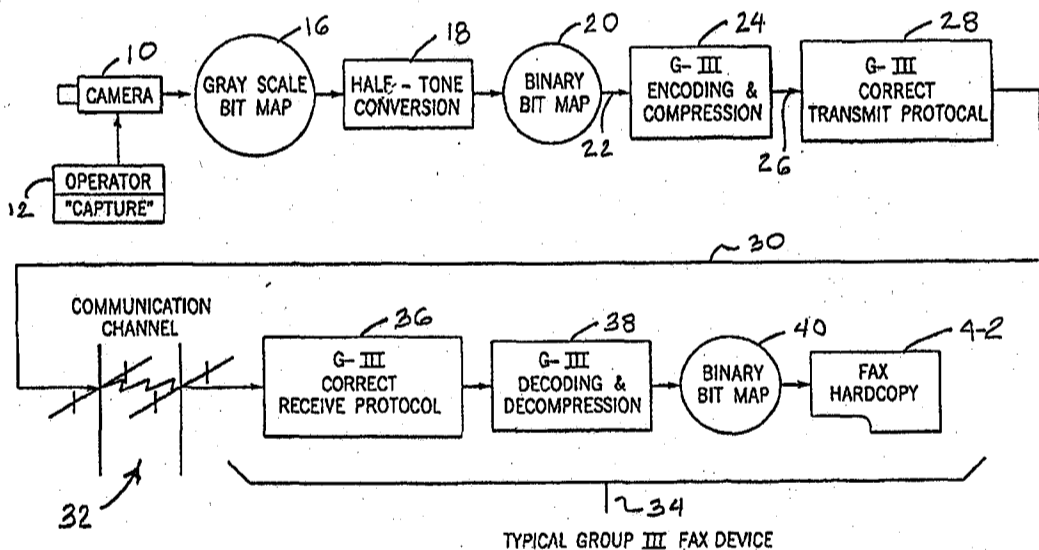 10
16
18
20
24
28
CAMERA
GRAY SCALE
BIT MAP
HALF-TONE
CONVERSION
BINARY
BIT MAP
22
G-III
ENCODING &
COMPRESSION
26
G-III
CORRECT
TRANSMIT PROTOCAL
12
OPERATOR
"CAPTURE"
30
COMMUNICATION
CHANNEL
32
36
G-III
CORRECT
RECEIVE PROTOCOL
38
G-III
DECODING &
DECOMPRESSION
40
BINARY
BIT MAP
4-2
FAX
HARDCOPY
34
TYPICAL GROUP III FAX DEVICE